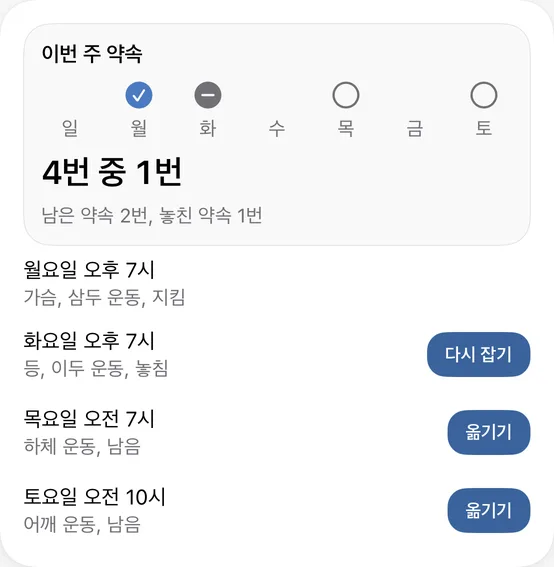 이번 주 약속
일 월 화 수 목 금 토
4번 중 1번
남은 약속 2번, 놓친 약속 1번
월요일 오후 7시
가슴, 삼두 운동, 지킴
화요일 오후 7시
등, 이두 운동, 놓침
다시 잡기
목요일 오전 7시
하체 운동, 남음
옮기기
토요일 오전 10시
어깨 운동, 남음
옮기기